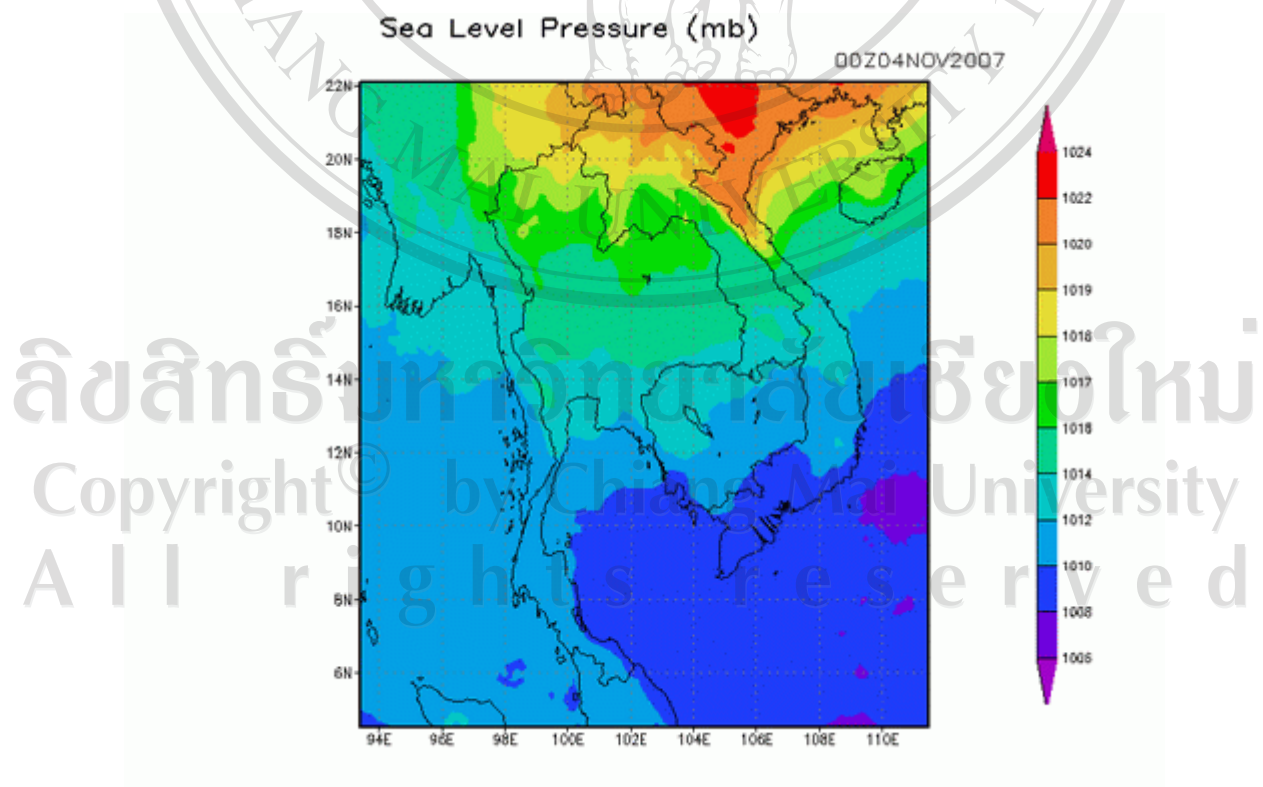 Sea Level Pressure (mb)
00Z04NOV2007
22N
20N
18N
16N
14N
12N
10N
8N
6N
94E 96E 98E 100E 102E 104E 106E 108E 110E
1024
1022
1020
1019
1018
1017
1016
1014
1012
1010
1008
1006
ANG MAI UNIVERSITY
ลิขสิทธิ์มหาวิทยาลัยเชียงใหม่
Copyright© by Chiang Mai University
All rights reserved